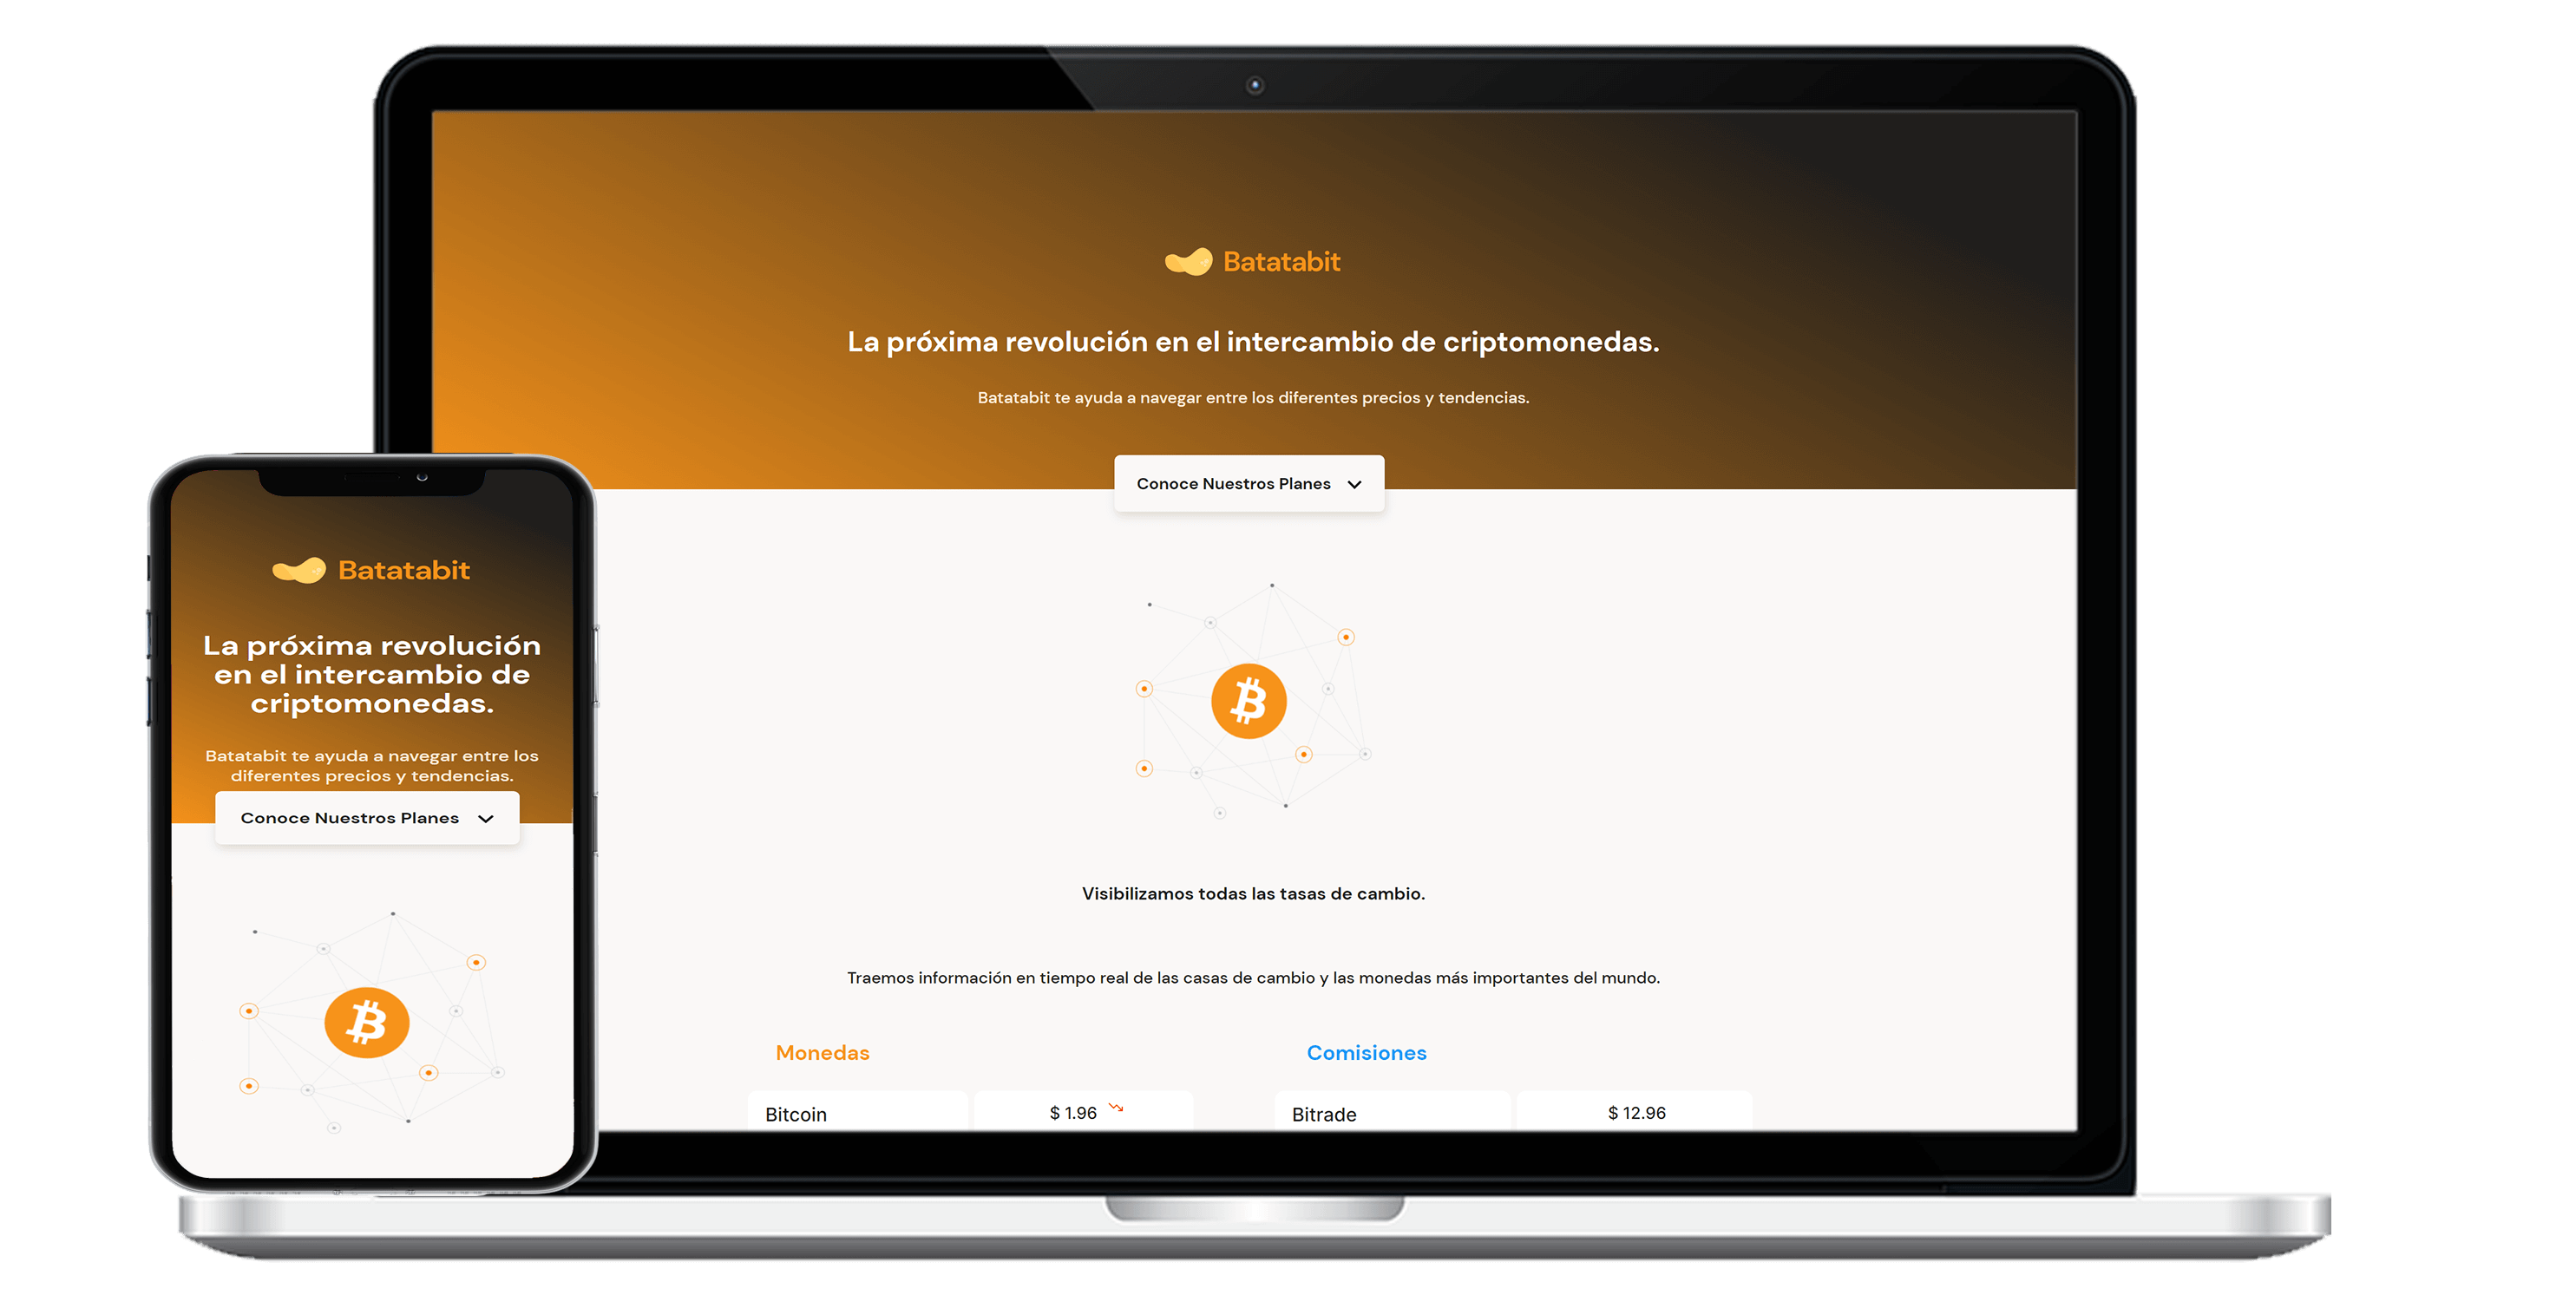 Batatabit
La próxima revolución en el intercambio de criptomonedas.
Batatabit te ayuda a navegar entre los diferentes precios y tendencias.
Conoce Nuestros Planes
Visibilizamos todas las tasas de cambio.
Traemos información en tiempo real de las casas de cambio y las monedas más importantes del mundo.
Monedas
Comisiones
Bitcoin $ 1.96
Bitrade $ 12.96
Batatabit
La próxima revolución
en el intercambio de
criptomonedas.
Batatabit te ayuda a navegar entre los
diferentes precios y tendencias.
Conoce Nuestros Planes